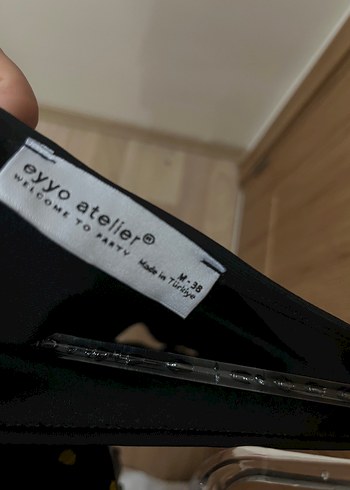 eyyo atelier®
WELCOME TO PARTY
M - 38
Made in Türkiye